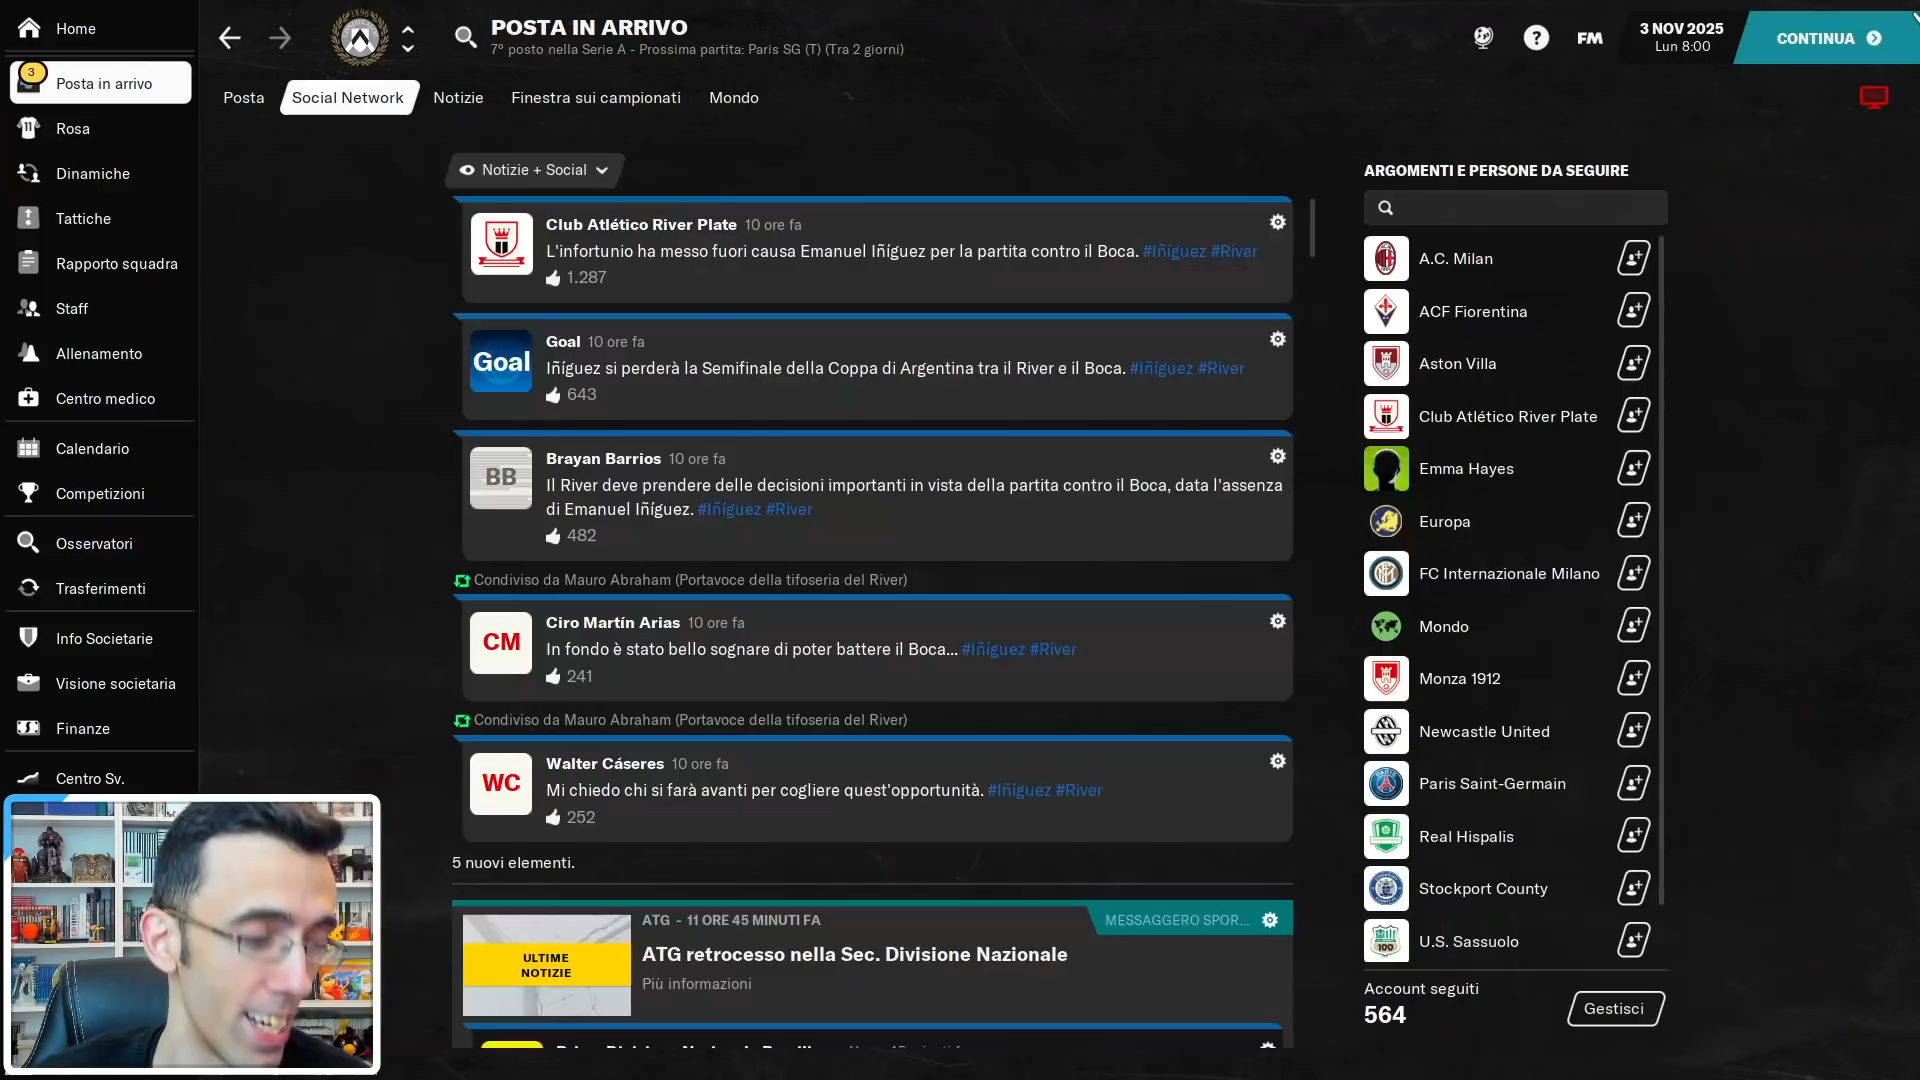 Home
3
Posta in arrivo
Rosa
Dinamiche
Tattiche
Rapporto squadra
Staff
Allenamento
Centro medico
Calendario
Competizioni
Osservatori
Trasferimenti
Info Societarie
Visione societaria
Finanze
Centro Sv.
POSTA IN ARRIVO
7° posto nella Serie A - Prossima partita: Paris SG (T) (Tra 2 giorni)
FM
3 NOV 2025
Lun 8:00
CONTINUA
Posta
Social Network
Notizie
Finestra sui campionati
Mondo
Notizie + Social
Club Atlético River Plate 10 ore fa
L'infortunio ha messo fuori causa Emanuel Iñíguez per la partita contro il Boca. #Iñíguez #River
1.287
Goal
Goal 10 ore fa
Iñíguez si perderà la Semifinale della Coppa di Argentina tra il River e il Boca. #Iñíguez #River
643
BB
Brayan Barrios 10 ore fa
Il River deve prendere delle decisioni importanti in vista della partita contro il Boca, data l'assenza
di Emanuel Iñíguez. #Iñíguez #River
482
Condiviso da Mauro Abraham (Portavoce della tifoseria del River)
CM
Ciro Martín Arias 10 ore fa
In fondo è stato bello sognare di poter battere il Boca... #Iñíguez #River
241
Condiviso da Mauro Abraham (Portavoce della tifoseria del River)
WC
Walter Cáseres 10 ore fa
Mi chiedo chi si farà avanti per cogliere quest'opportunità. #Iñíguez #River
252
5 nuovi elementi.
ULTIME
NOTIZIE
ATG - 11 ORE 45 MINUTI FA
MESSAGGERO SPOR...
ATG retrocesso nella Sec. Divisione Nazionale
Più informazioni
ARGOMENTI E PERSONE DA SEGUIRE
A.C. Milan
ACF Fiorentina
Aston Villa
Club Atlético River Plate
Emma Hayes
Europa
FC Internazionale Milano
Mondo
Monza 1912
Newcastle United
Paris Saint-Germain
Real Hispalis
Stockport County
U.S. Sassuolo
Account seguiti
564
Gestisci